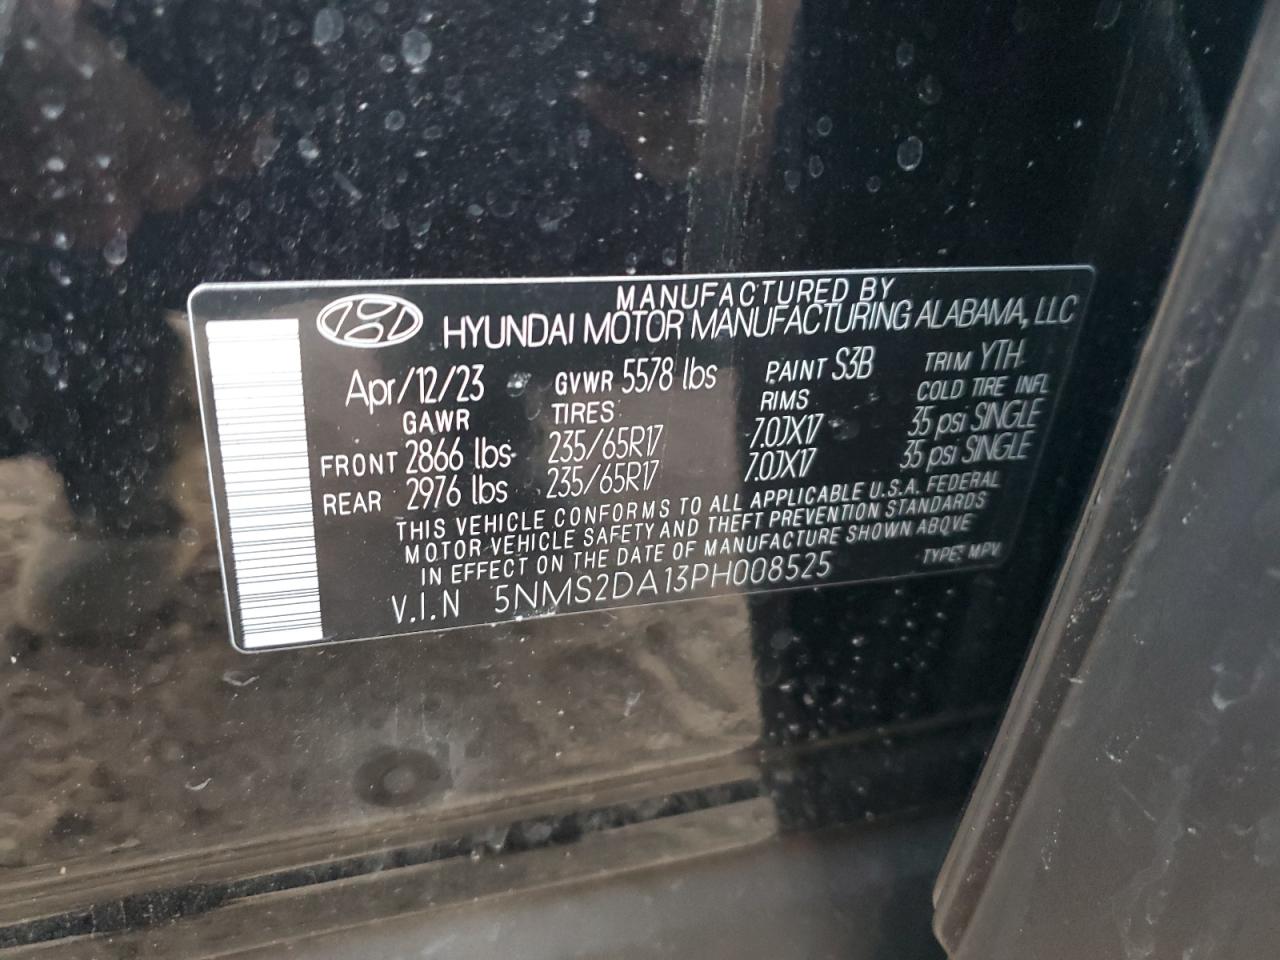 MANUFACTURED BY
HYUNDAI MOTOR MANUFACTURING ALABAMA, LLC
Apr/12/23 GVWR 5578 lbs PAINT S3B TRIM YTH
GAWR TIRES RIMS COLD TIRE INFL
FRONT 2866 lbs 235/65R17 7.0JX17 35 psi SINGLE
REAR 2976 lbs 235/65R17 7.0JX17 35 psi SINGLE
THIS VEHICLE CONFORMS TO ALL APPLICABLE U.S.A. FEDERAL
MOTOR VEHICLE SAFETY AND THEFT PREVENTION STANDARDS
IN EFFECT ON THE DATE OF MANUFACTURE SHOWN ABOVE
V.I.N 5NMS2DA13PH008525 TYPE: MPV